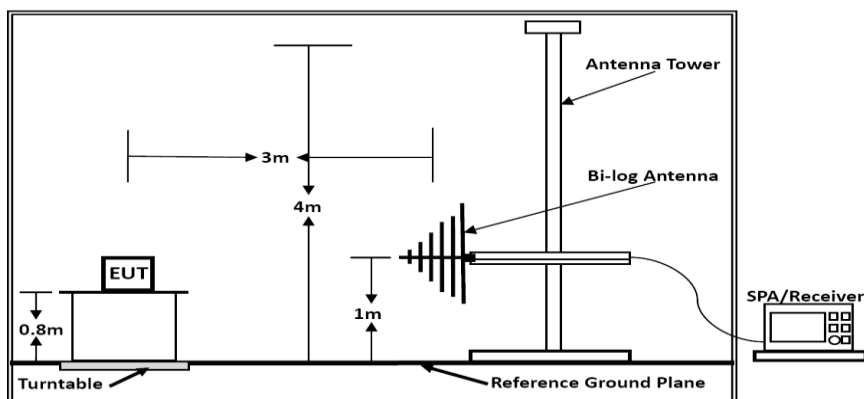 Antenna Tower
3m
Bi-log Antenna
4m
EUT
SPA/Receiver
0.8m
1m
Turntable
Reference Ground Plane